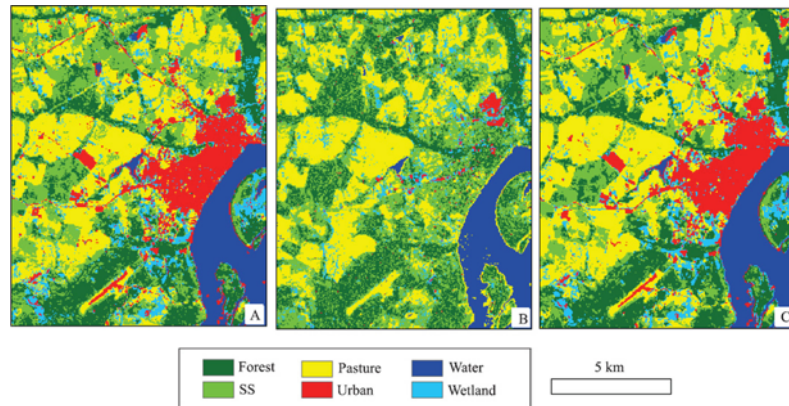 A
B
C
Forest
Pasture
Water
SS
Urban
Wetland
5 km